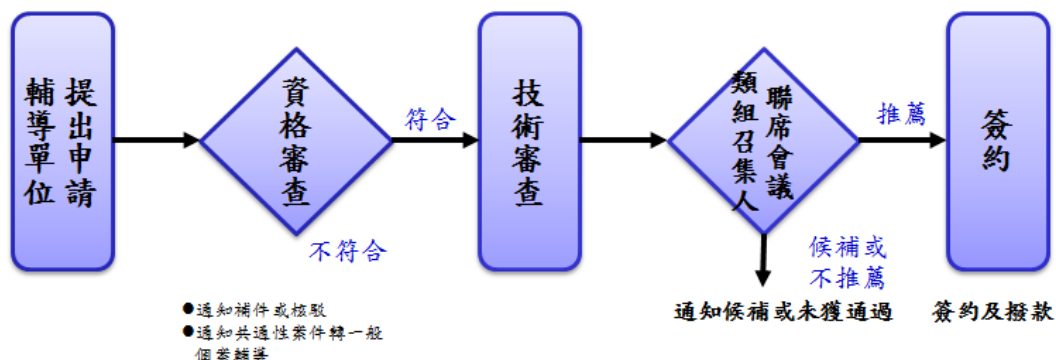 輔導單位
提出申請
資格審查
符合
不符合
●通知補件或核駁
●通知共通性案件轉一般
個案輔導
技術審查
類組召集人
聯席會議
推薦
候補或
不推薦
通知候補或未獲通過
簽約
簽約及撥款